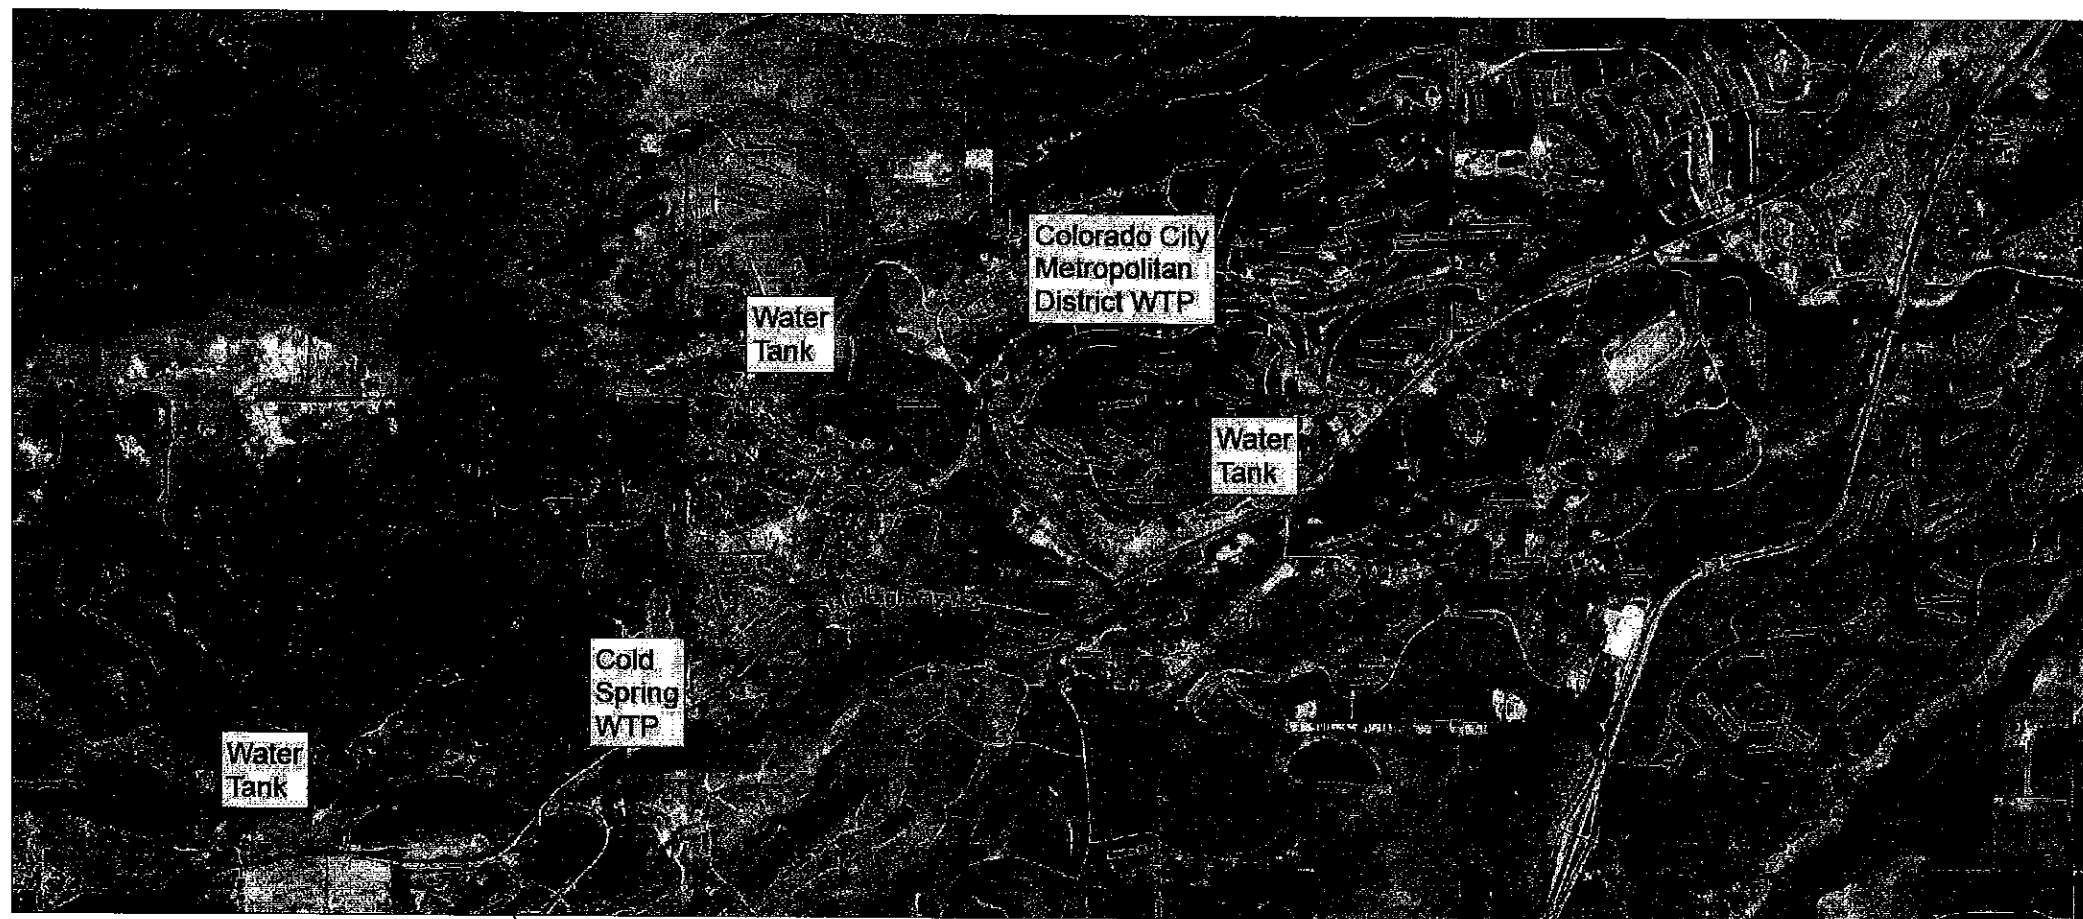 Colorado City
Metropolitan
District WTP
Water
Tank
Water
Tank
Cold
Spring
WTP
Water
Tank